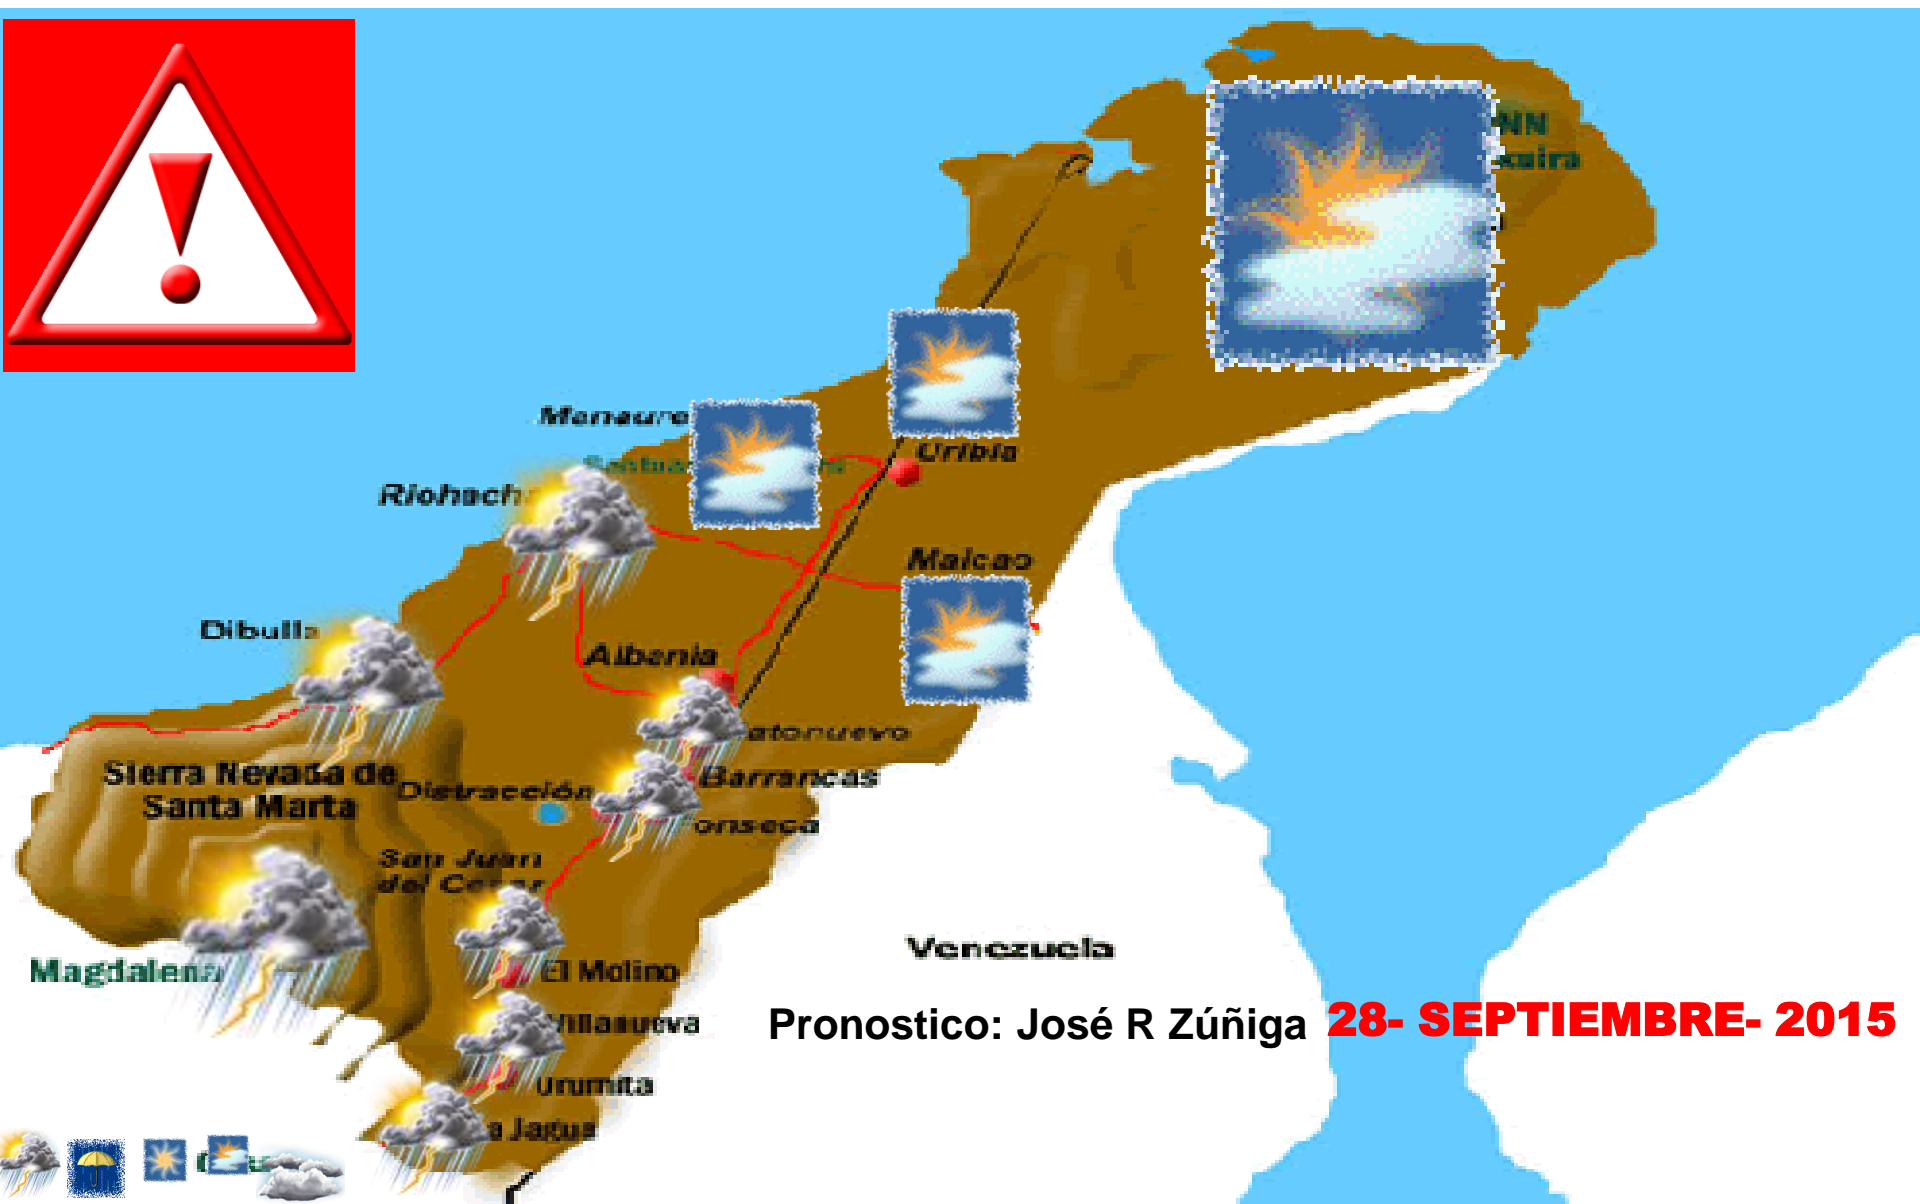 Manaure
Uribia
Maicao
Dibulla
Albania
Barrancas
Distracción
Sierra Nevada de
Santa Marta
San Juan
El Molino
Magdalena
Venezuela
Villanueva
Pronostico: José R Zúñiga 28- SEPTIEMBRE- 2015
Urumita